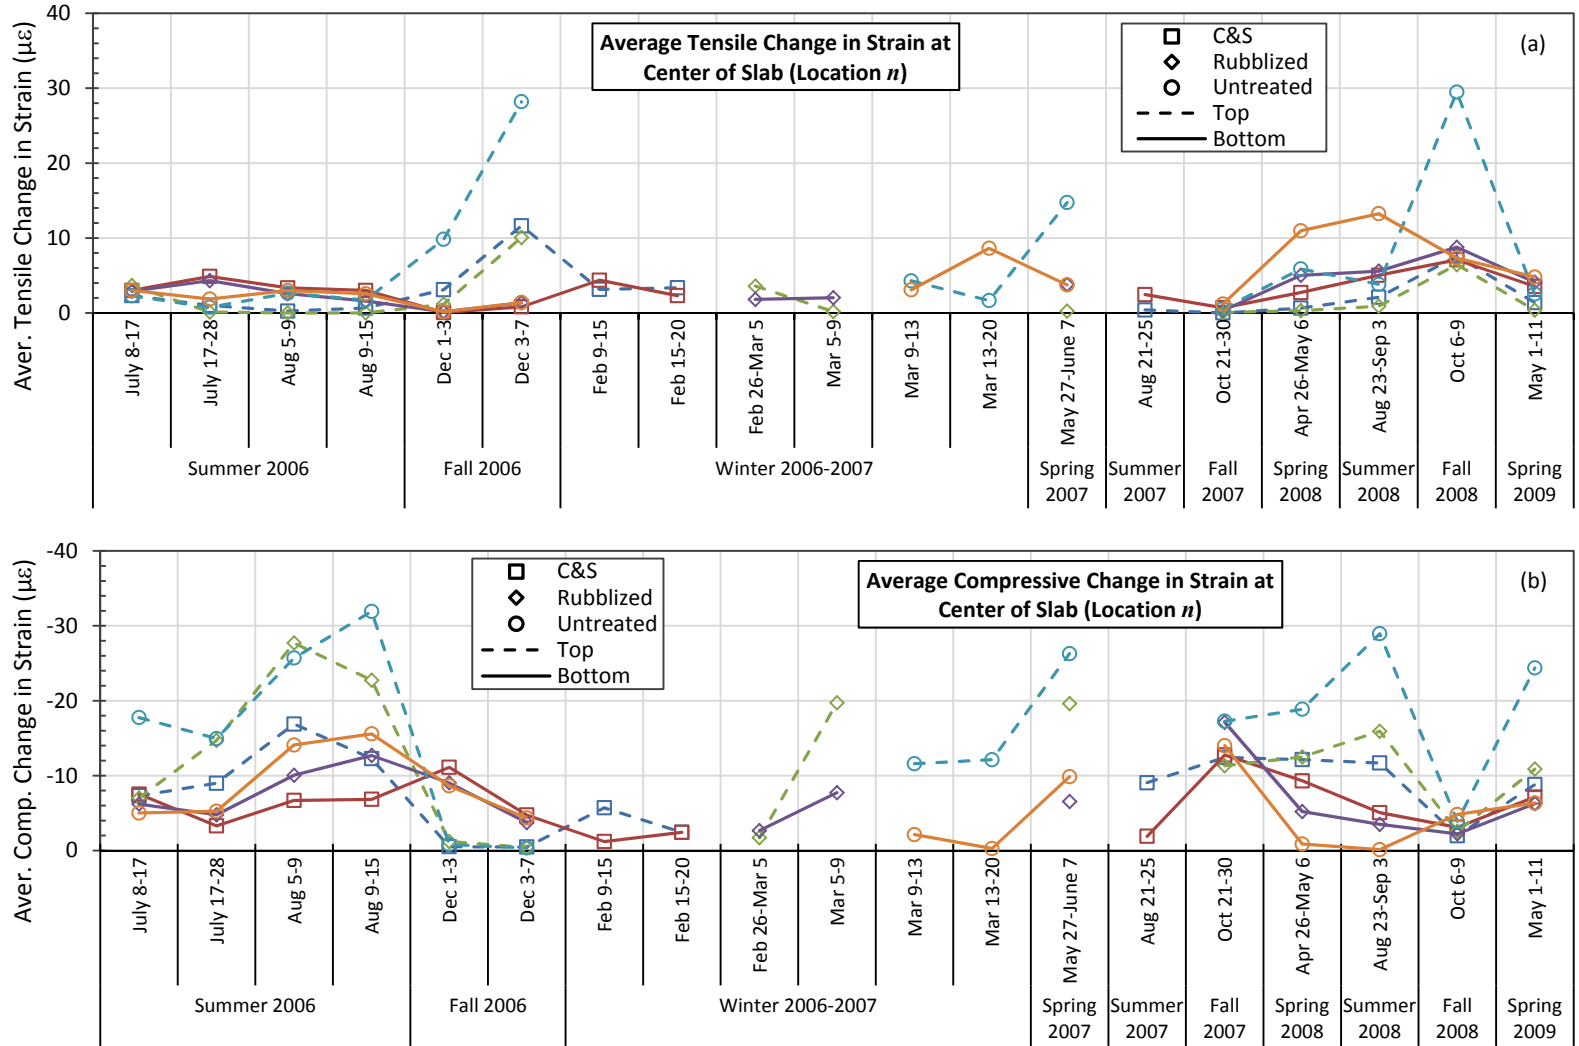 Aver. Tensile Change in Strain (µε)
40
30
20
10
0
Average Tensile Change in Strain at
Center of Slab (Location n)
C&S
Rubblized
Untreated
Top
Bottom
(a)
July 8-17
July 17-28
Aug 5-9
Aug 9-15
Dec 1-3
Dec 3-7
Feb 9-15
Feb 15-20
Feb 26-Mar 5
Mar 5-9
Mar 9-13
Mar 13-20
May 27-June 7
Aug 21-25
Oct 21-30
Apr 26-May 6
Aug 23-Sep 3
Oct 6-9
May 1-11
Summer 2006
Fall 2006
Winter 2006-2007
Spring
2007
Summer
2007
Fall
2007
Spring
2008
Summer
2008
Fall
2008
Spring
2009
Aver. Comp. Change in Strain (µε)
-40
-30
-20
-10
0
C&S
Rubblized
Untreated
Top
Bottom
Average Compressive Change in Strain at
Center of Slab (Location n)
(b)
July 8-17
July 17-28
Aug 5-9
Aug 9-15
Dec 1-3
Dec 3-7
Feb 9-15
Feb 15-20
Feb 26-Mar 5
Mar 5-9
Mar 9-13
Mar 13-20
May 27-June 7
Aug 21-25
Oct 21-30
Apr 26-May 6
Aug 23-Sep 3
Oct 6-9
May 1-11
Summer 2006
Fall 2006
Winter 2006-2007
Spring
2007
Summer
2007
Fall
2007
Spring
2008
Summer
2008
Fall
2008
Spring
2009